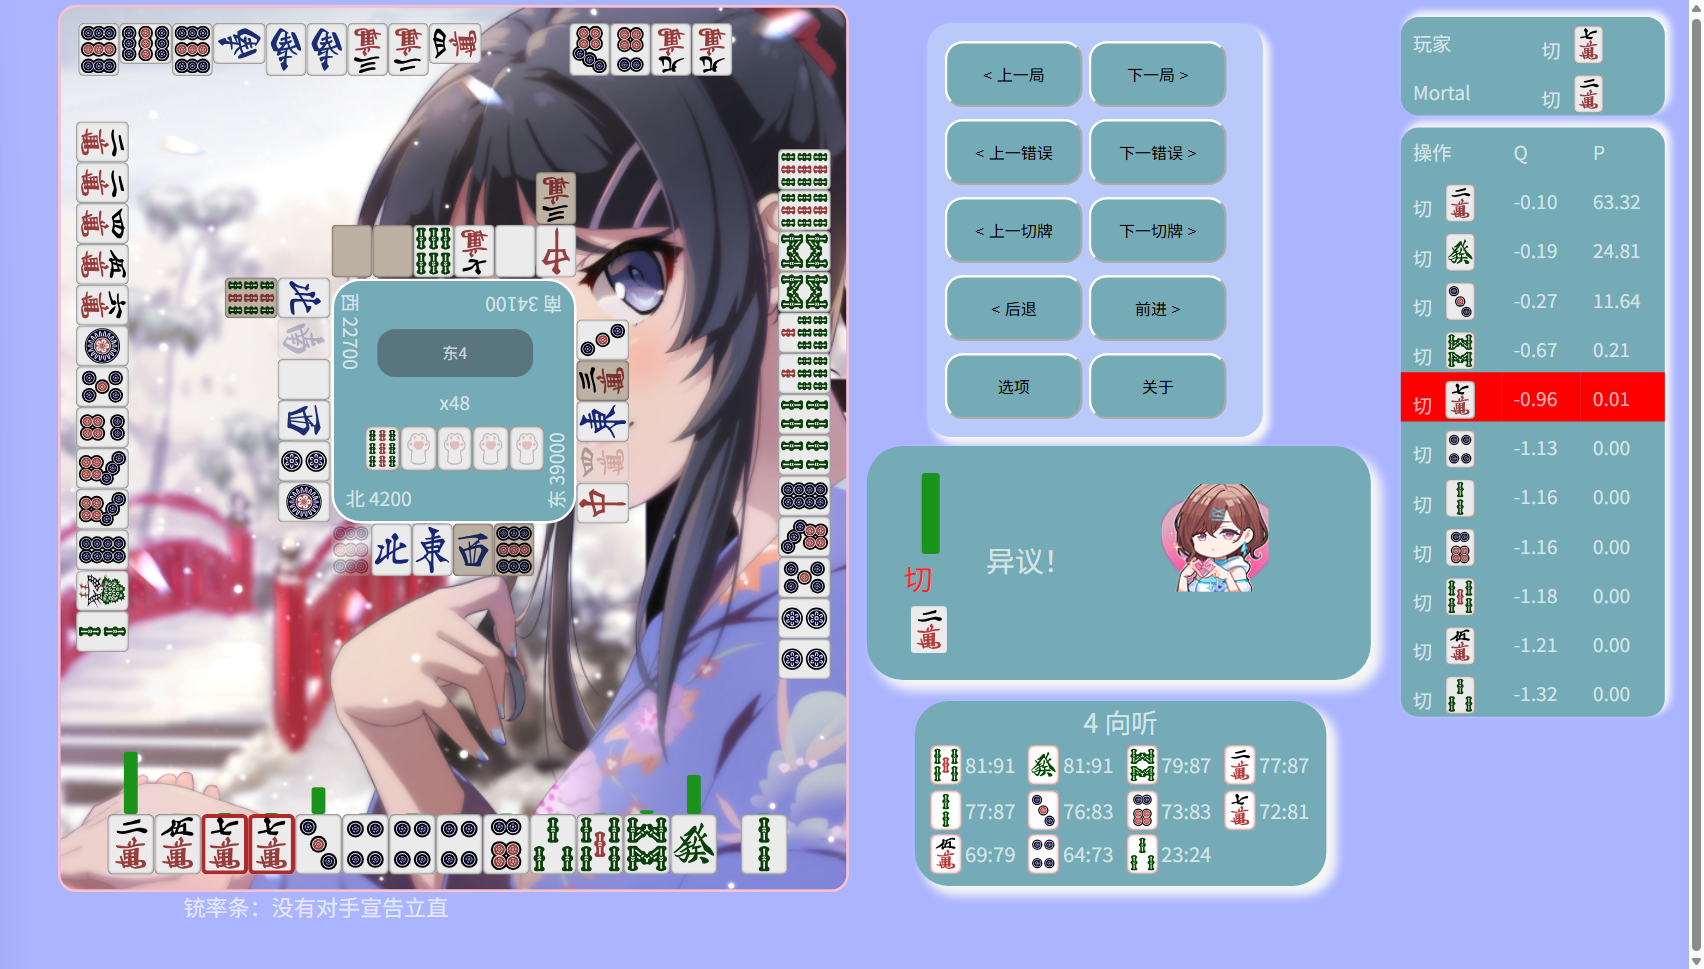 西 22700
南 34100
东4
x48
北 4200
东 39000
铳率条：没有对手宣告立直
< 上一局
下一局 >
< 上一错误
下一错误 >
< 上一切牌
下一切牌 >
< 后退
前进 >
选项
关于
切
异议！
4 向听
81:91 81:91 79:87 77:87
77:87 76:83 73:83 72:81
69:79 64:73 23:24
玩家 切
Mortal 切
操作 Q P
切 -0.10 63.32
切 -0.19 24.81
切 -0.27 11.64
切 -0.67 0.21
切 -0.96 0.01
切 -1.13 0.00
切 -1.16 0.00
切 -1.16 0.00
切 -1.18 0.00
切 -1.21 0.00
切 -1.32 0.00